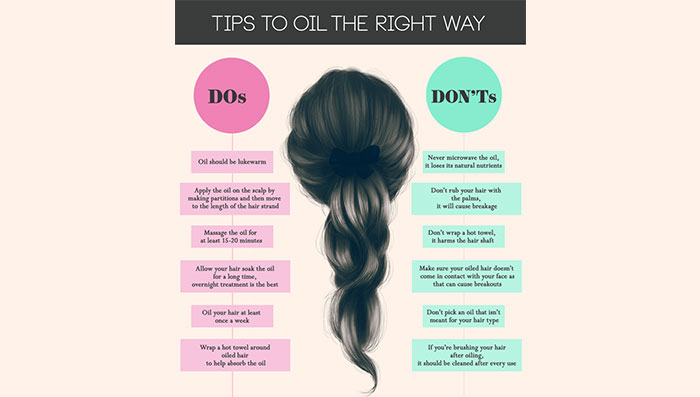 TIPS TO OIL THE RIGHT WAY
DOs
Oil should be lukewarm
Apply the oil on the scalp by
making partitions and then move
to the length of the hair strand
Massage the oil for
at least 15-20 minutes
Allow your hair soak the oil
for a long time,
overnight treatment is the best
Oil your hair at least
once a week
Wrap a hot towel around
oiled hair
to help absorb the oil
DON'Ts
Never microwave the oil,
it loses its natural nutrients
Don't rub your hair with
the palms,
it will cause breakage
Don't wrap a hot towel,
it harms the hair shaft
Make sure your oiled hair doesn't
come in contact with your face as
that can cause breakouts
Don't pick an oil that isn't
meant for your hair type
If you're brushing your hair
after oiling,
it should be cleaned after every use